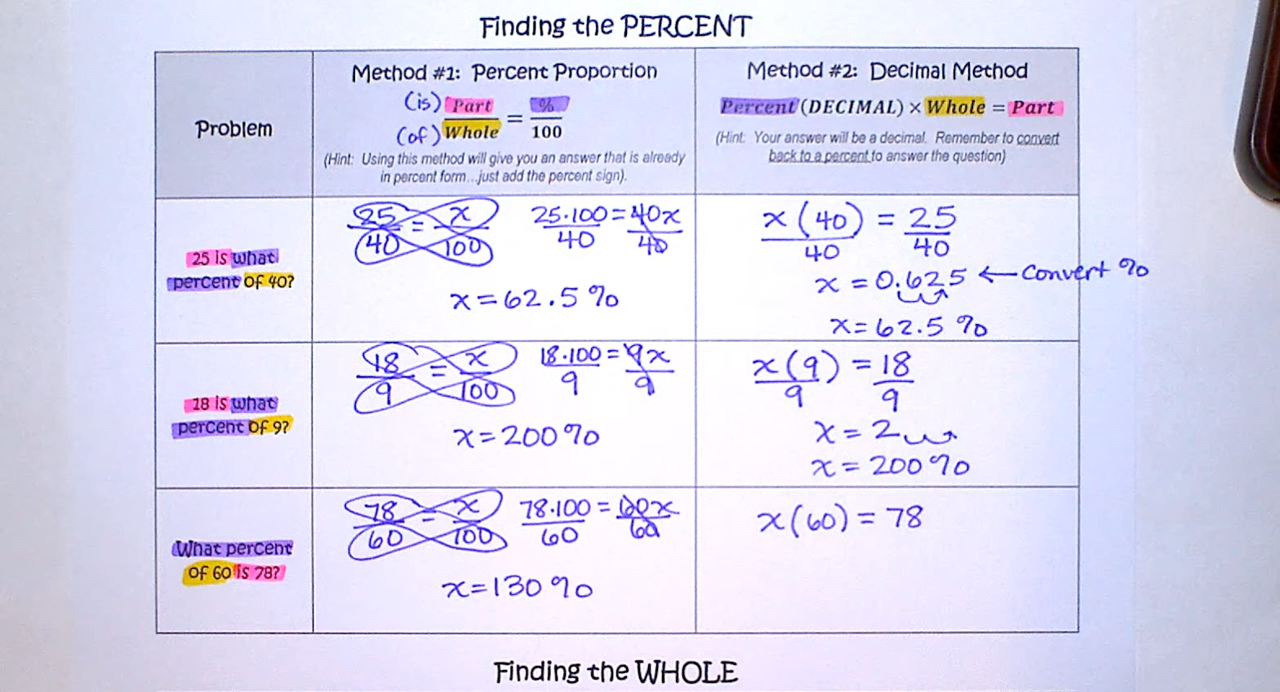 Finding the PERCENT
Problem
Method #1: Percent Proportion
(is) Part / (of) Whole = % / 100
(Hint: Using this method will give you an answer that is already
in percent form...just add the percent sign).
Method #2: Decimal Method
Percent (DECIMAL) × Whole = Part
(Hint: Your answer will be a decimal. Remember to convert
back to a percent to answer the question)
25 is what
percent of 40?
25/40 = x/100 25·100/40 = 40x/40
x = 62.5%
x(40)/40 = 25/40
x = 0.625 ← Convert %
x = 62.5%
18 is what
percent of 9?
18/9 = x/100 18·100/9 = 9x/9
x = 200%
x(9)/9 = 18/9
x = 2
x = 200%
What percent
of 60 is 78?
78/60 = x/100 78·100/60 = 60x/60
x = 130%
x(60) = 78
Finding the WHOLE